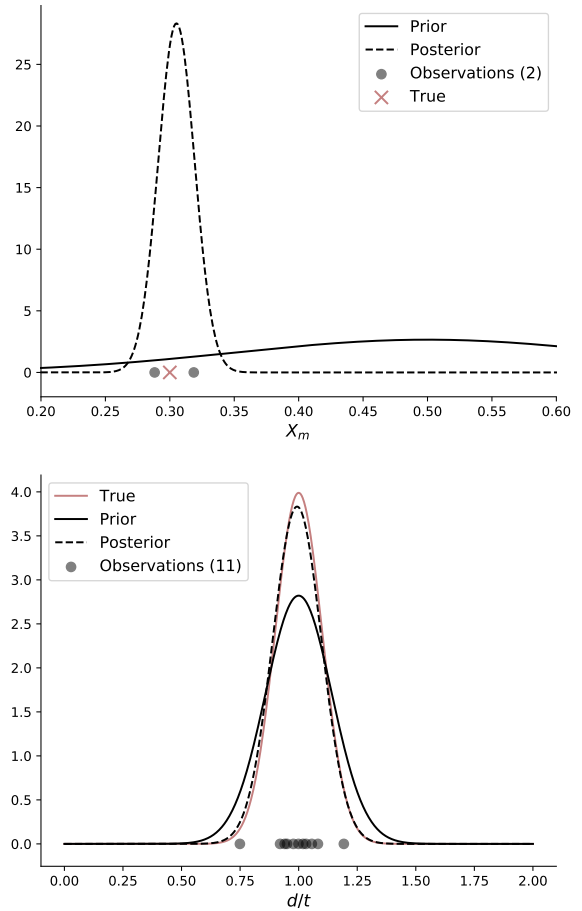 Prior
Posterior
Observations (2)
True
25
20
15
10
5
0
0.20 0.25 0.30 0.35 0.40 0.45 0.50 0.55 0.60
X_m
True
Prior
Posterior
Observations (11)
4.0
3.5
3.0
2.5
2.0
1.5
1.0
0.5
0.0
0.00 0.25 0.50 0.75 1.00 1.25 1.50 1.75 2.00
d/t